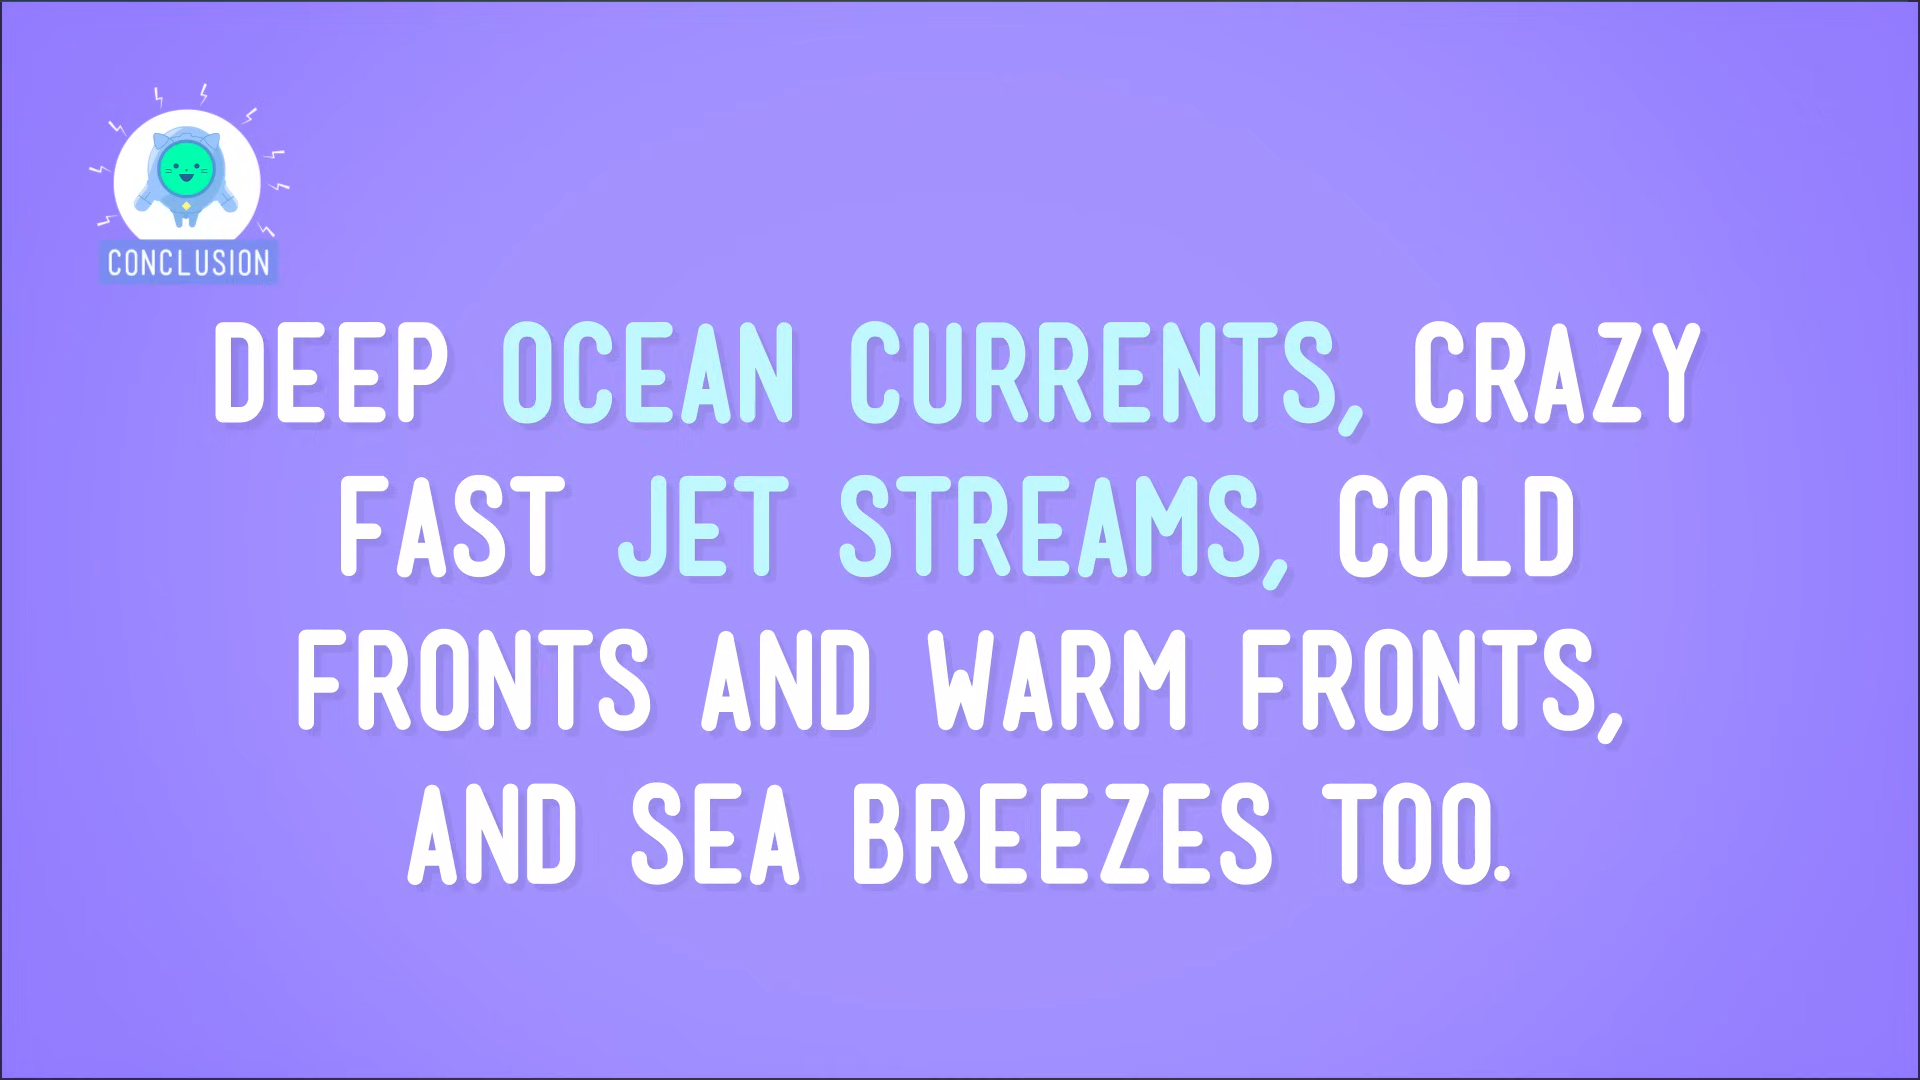 CONCLUSION
DEEP OCEAN CURRENTS, CRAZY
FAST JET STREAMS, COLD
FRONTS AND WARM FRONTS,
AND SEA BREEZES TOO.